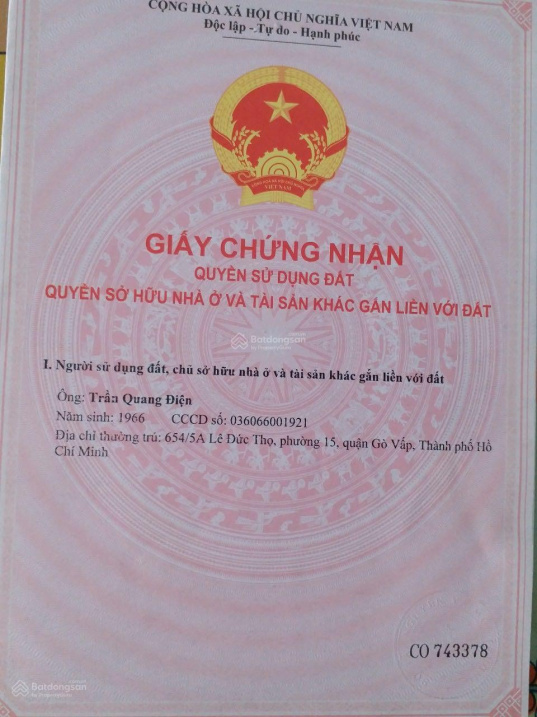 CỘNG HÒA XÃ HỘI CHỦ NGHĨA VIỆT NAM
Độc lập - Tự do - Hạnh phúc
VIỆT NAM
GIẤY CHỨNG NHẬN
QUYỀN SỬ DỤNG ĐẤT
QUYỀN SỞ HỮU NHÀ Ở VÀ TÀI SẢN KHÁC GẮN LIỀN VỚI ĐẤT
Batdongsan
I. Người sử dụng đất, chủ sở hữu nhà ở và tài sản khác gắn liền với đất
Ông: Trần Quang Điện
Năm sinh: 1966 CCCD số: 036066001921
Địa chỉ thường trú: 654/5A Lê Đức Thọ, phường 15, quận Gò Vấp, Thành phố Hồ
Chí Minh
CO 743378
Batdongsan